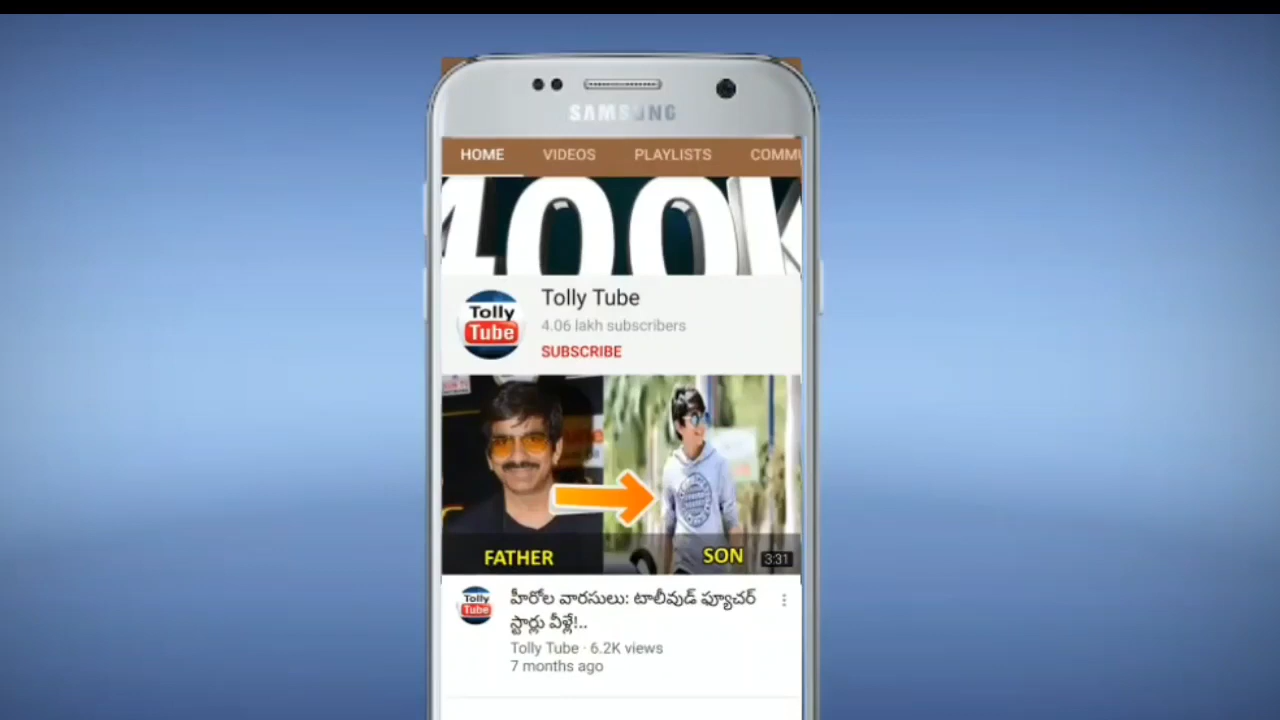 SAMSUNG
HOME VIDEOS PLAYLISTS COMMU
400K
Tolly Tube
Tolly
Tube
4.06 lakh subscribers
SUBSCRIBE
FATHER
SON
3:31
Tolly
Tube
హీరోల వారసులు: టాలీవుడ్ ఫ్యూచర్
స్టార్లు వీళ్లే!..
Tolly Tube · 6.2K views
7 months ago